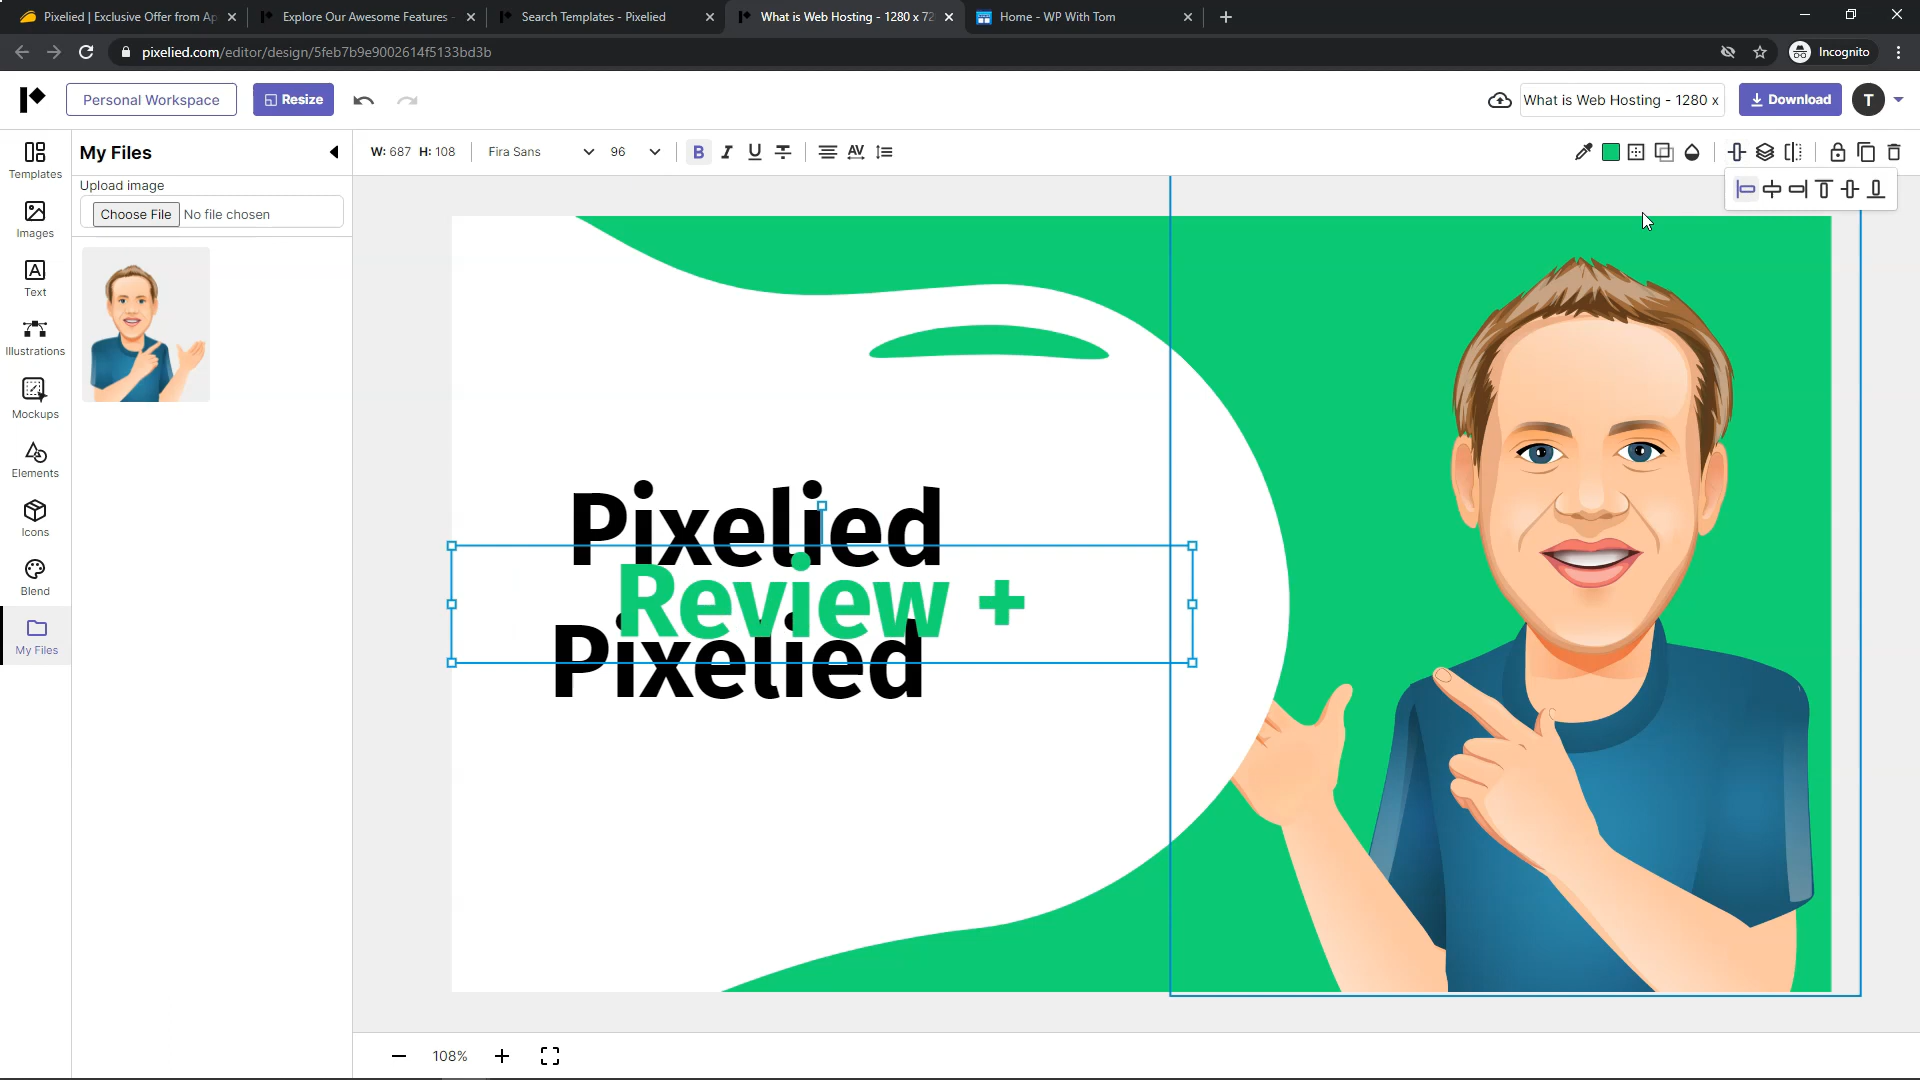 Pixelied | Exclusive Offer from Ap
Explore Our Awesome Features -
Search Templates - Pixelied
What is Web Hosting - 1280 x 72
Home - WP With Tom
pixelied.com/editor/design/5feb7b9e9002614f5133bd3b
Incognito
Personal Workspace
Resize
What is Web Hosting - 1280 x
Download
T
Templates
Images
Text
Illustrations
Mockups
Elements
Icons
Blend
My Files
My Files
Upload image
Choose File No file chosen
W: 687 H: 108
Fira Sans
96
B I U S
AV
Pixelied
Review +
Pixelied
108%